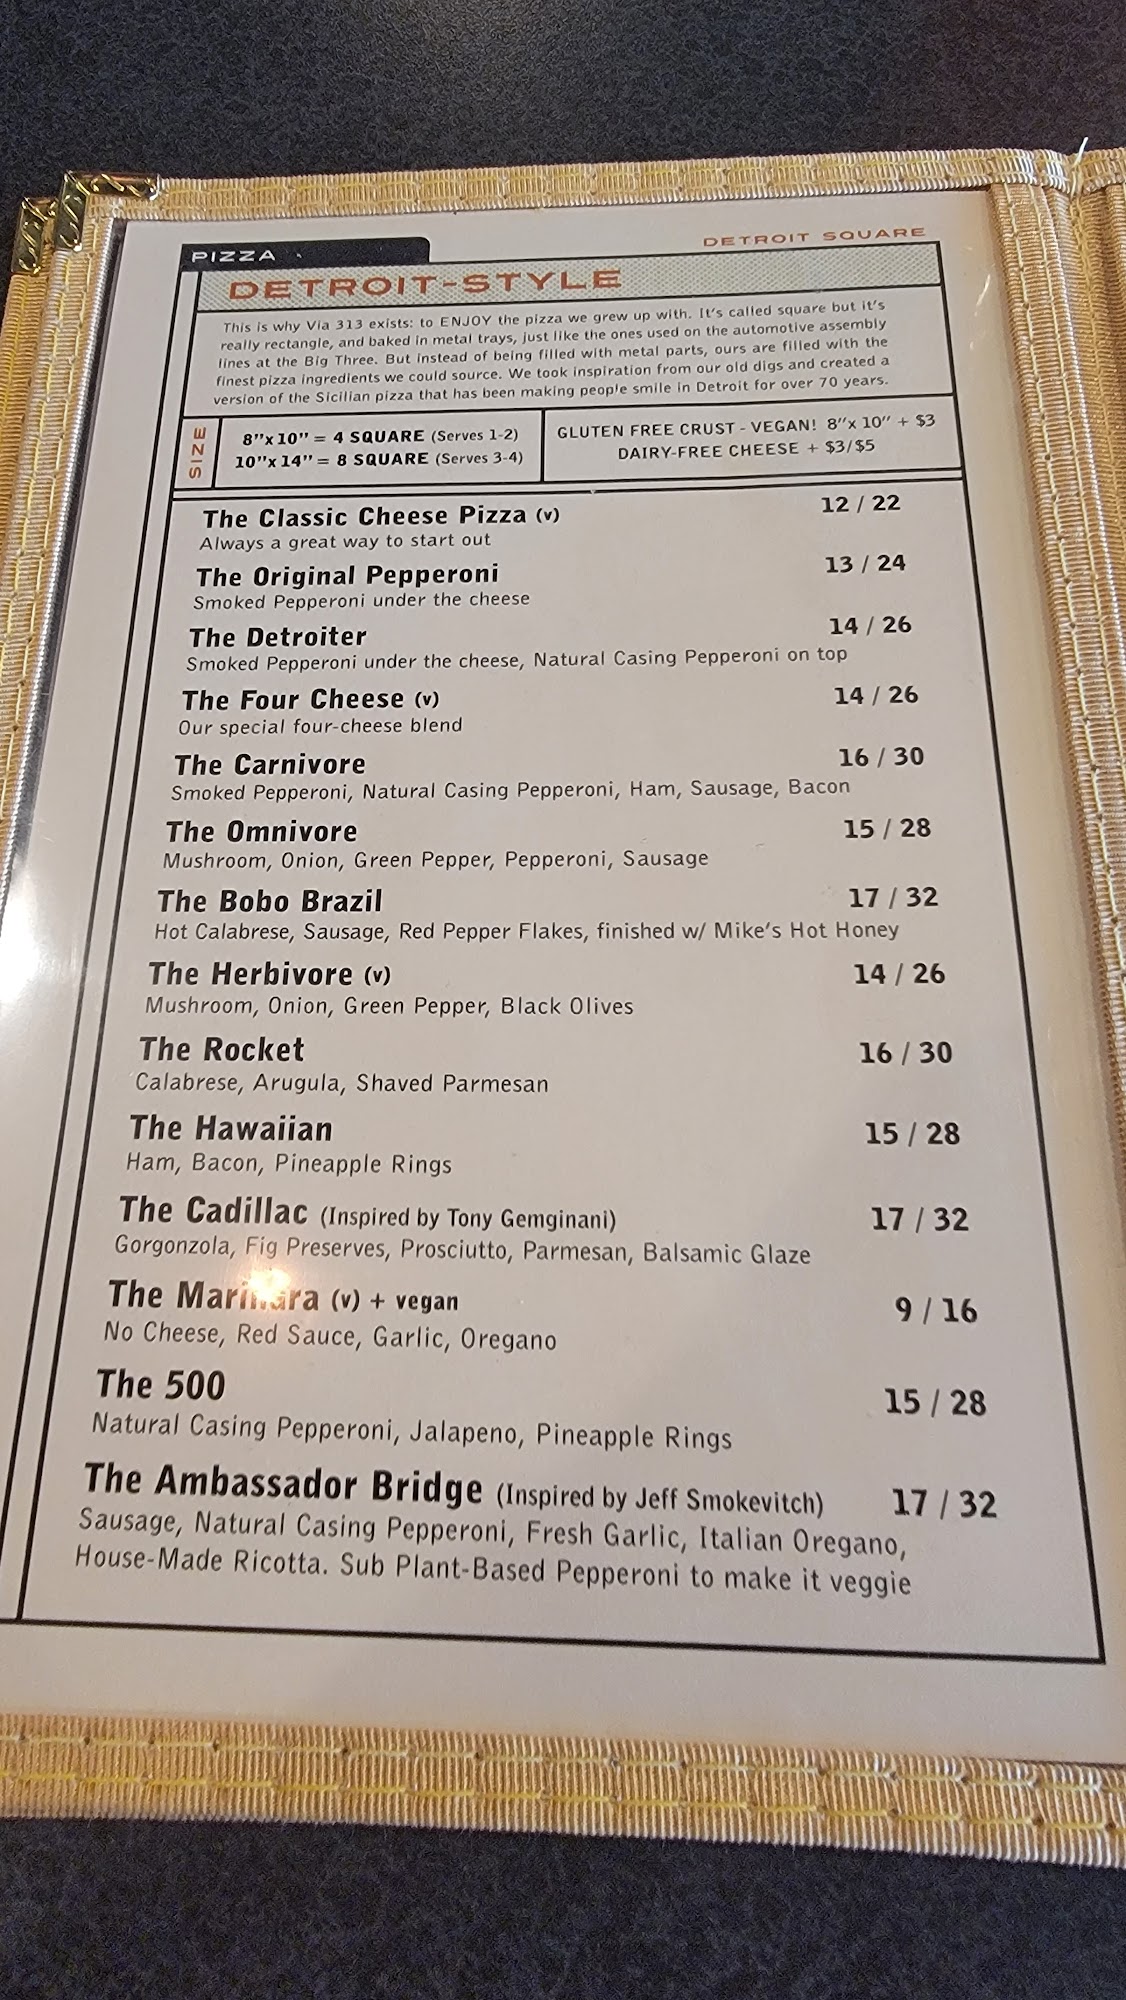 PIZZA
DETROIT SQUARE
DETROIT-STYLE
This is why Via 313 exists: to ENJOY the pizza we grew up with. It's called square but it's
really rectangle, and baked in metal trays, just like the ones used on the automotive assembly
lines at the Big Three. But instead of being filled with metal parts, ours are filled with the
finest pizza ingredients we could source. We took inspiration from our old digs and created a
version of the Sicilian pizza that has been making people smile in Detroit for over 70 years.
SIZE
8"x 10" = 4 SQUARE (Serves 1-2)
10"x 14" = 8 SQUARE (Serves 3-4)
GLUTEN FREE CRUST - VEGAN! 8"x 10" + $3
DAIRY-FREE CHEESE + $3/$5
The Classic Cheese Pizza (v) 12 / 22
Always a great way to start out
The Original Pepperoni 13 / 24
Smoked Pepperoni under the cheese
The Detroiter 14 / 26
Smoked Pepperoni under the cheese, Natural Casing Pepperoni on top
The Four Cheese (v) 14 / 26
Our special four-cheese blend
The Carnivore 16 / 30
Smoked Pepperoni, Natural Casing Pepperoni, Ham, Sausage, Bacon
The Omnivore 15 / 28
Mushroom, Onion, Green Pepper, Pepperoni, Sausage
The Bobo Brazil 17 / 32
Hot Calabrese, Sausage, Red Pepper Flakes, finished w/ Mike's Hot Honey
The Herbivore (v) 14 / 26
Mushroom, Onion, Green Pepper, Black Olives
The Rocket 16 / 30
Calabrese, Arugula, Shaved Parmesan
The Hawaiian 15 / 28
Ham, Bacon, Pineapple Rings
The Cadillac (Inspired by Tony Gemginani) 17 / 32
Gorgonzola, Fig Preserves, Prosciutto, Parmesan, Balsamic Glaze
The Marinara (v) + vegan 9 / 16
No Cheese, Red Sauce, Garlic, Oregano
The 500 15 / 28
Natural Casing Pepperoni, Jalapeno, Pineapple Rings
The Ambassador Bridge (Inspired by Jeff Smokevitch) 17 / 32
Sausage, Natural Casing Pepperoni, Fresh Garlic, Italian Oregano,
House-Made Ricotta. Sub Plant-Based Pepperoni to make it veggie